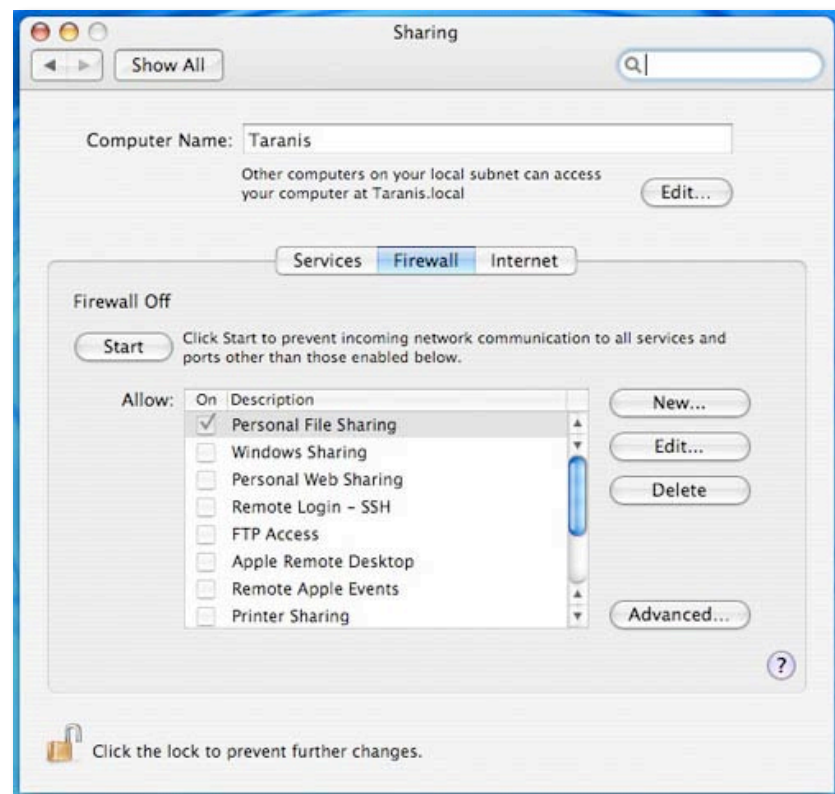 Sharing
Show All
Computer Name: Taranis
Other computers on your local subnet can access
your computer at Taranis.local
Edit...
Services Firewall Internet
Firewall Off
Start
Click Start to prevent incoming network communication to all services and
ports other than those enabled below.
Allow:
On Description
Personal File Sharing
Windows Sharing
Personal Web Sharing
Remote Login – SSH
FTP Access
Apple Remote Desktop
Remote Apple Events
Printer Sharing
New...
Edit...
Delete
Advanced...
?
Click the lock to prevent further changes.